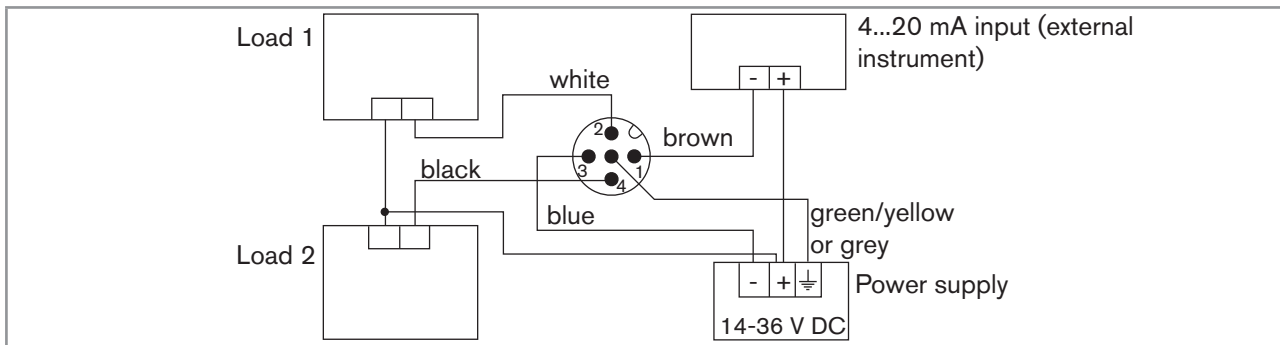 Load 1
4...20 mA input (external
instrument)
- +
white
2
brown
3
1
black
4
blue
green/yellow
or grey
Load 2
- +
Power supply
14-36 V DC